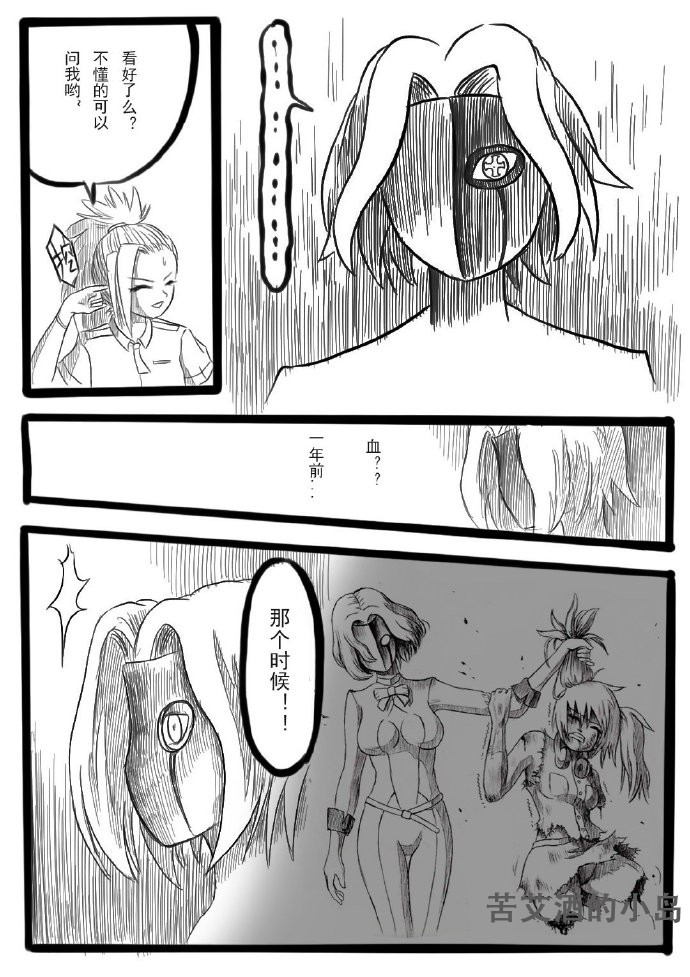 看好了么？
不懂的可以
问我哟，
…………
血？？
一年前…
那个时候！！
苦艾酒的小岛